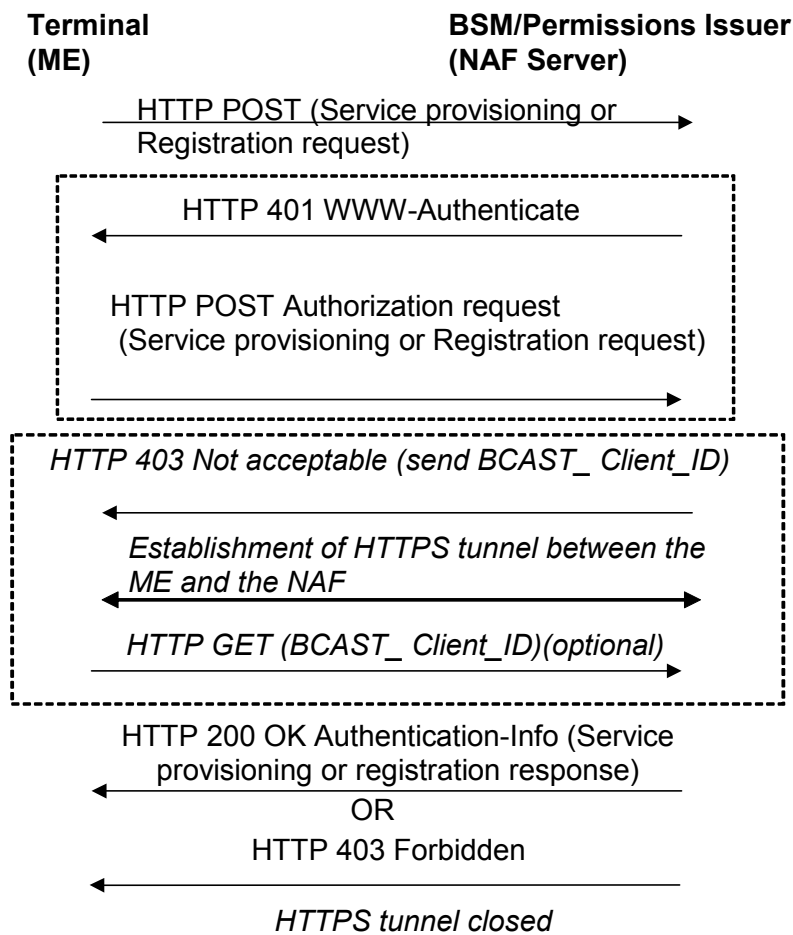 Terminal
(ME)
BSM/Permissions Issuer
(NAF Server)
HTTP POST (Service provisioning or
Registration request)
HTTP 401 WWW-Authenticate
HTTP POST Authorization request
(Service provisioning or Registration request)
HTTP 403 Not acceptable (send BCAST_ Client_ID)
Establishment of HTTPS tunnel between the
ME and the NAF
HTTP GET (BCAST_ Client_ID)(optional)
HTTP 200 OK Authentication-Info (Service
provisioning or registration response)
OR
HTTP 403 Forbidden
HTTPS tunnel closed